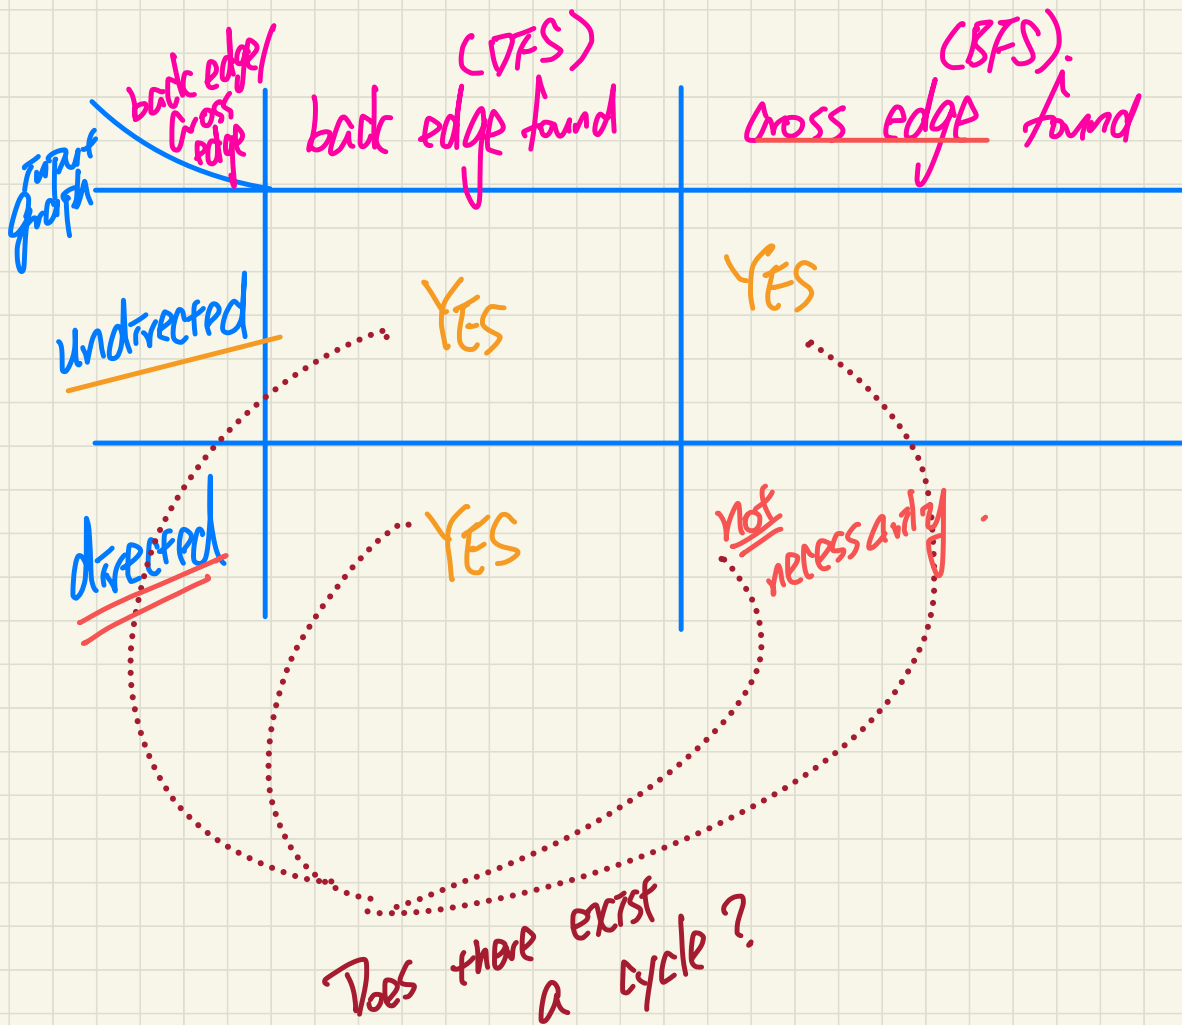 back edge/
cross
edge
(DFS)
back edge found
(BFS).
cross edge found
input
graph
undirected
YES
YES
directed
YES
not
necessarily.
Does there exist
a cycle?